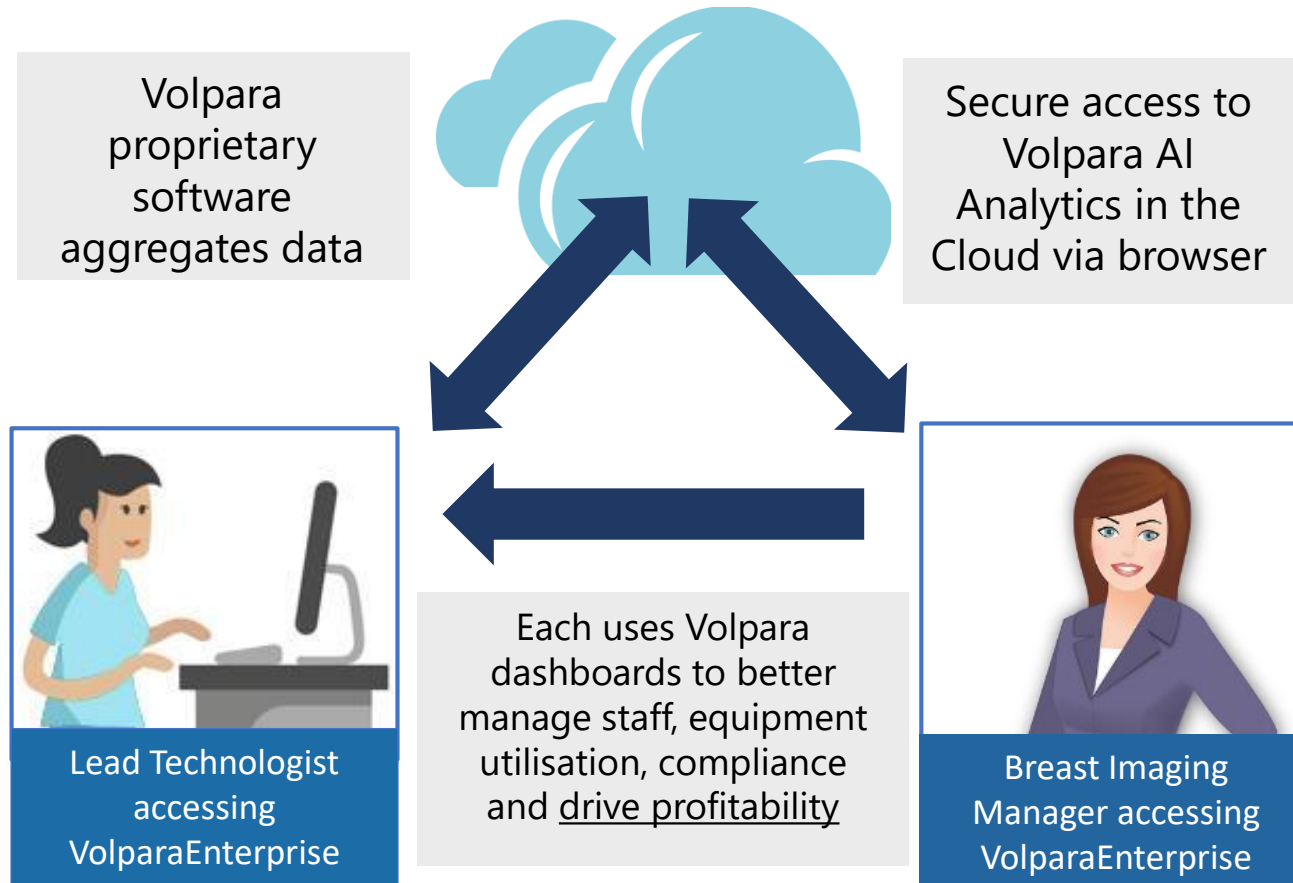 Volpara
proprietary
software
aggregates data
Secure access to
Volpara AI
Analytics in the
Cloud via browser
Each uses Volpara
dashboards to better
manage staff, equipment
utilisation, compliance
and drive profitability
Lead Technologist
accessing
VolparaEnterprise
Breast Imaging
Manager accessing
VolparaEnterprise